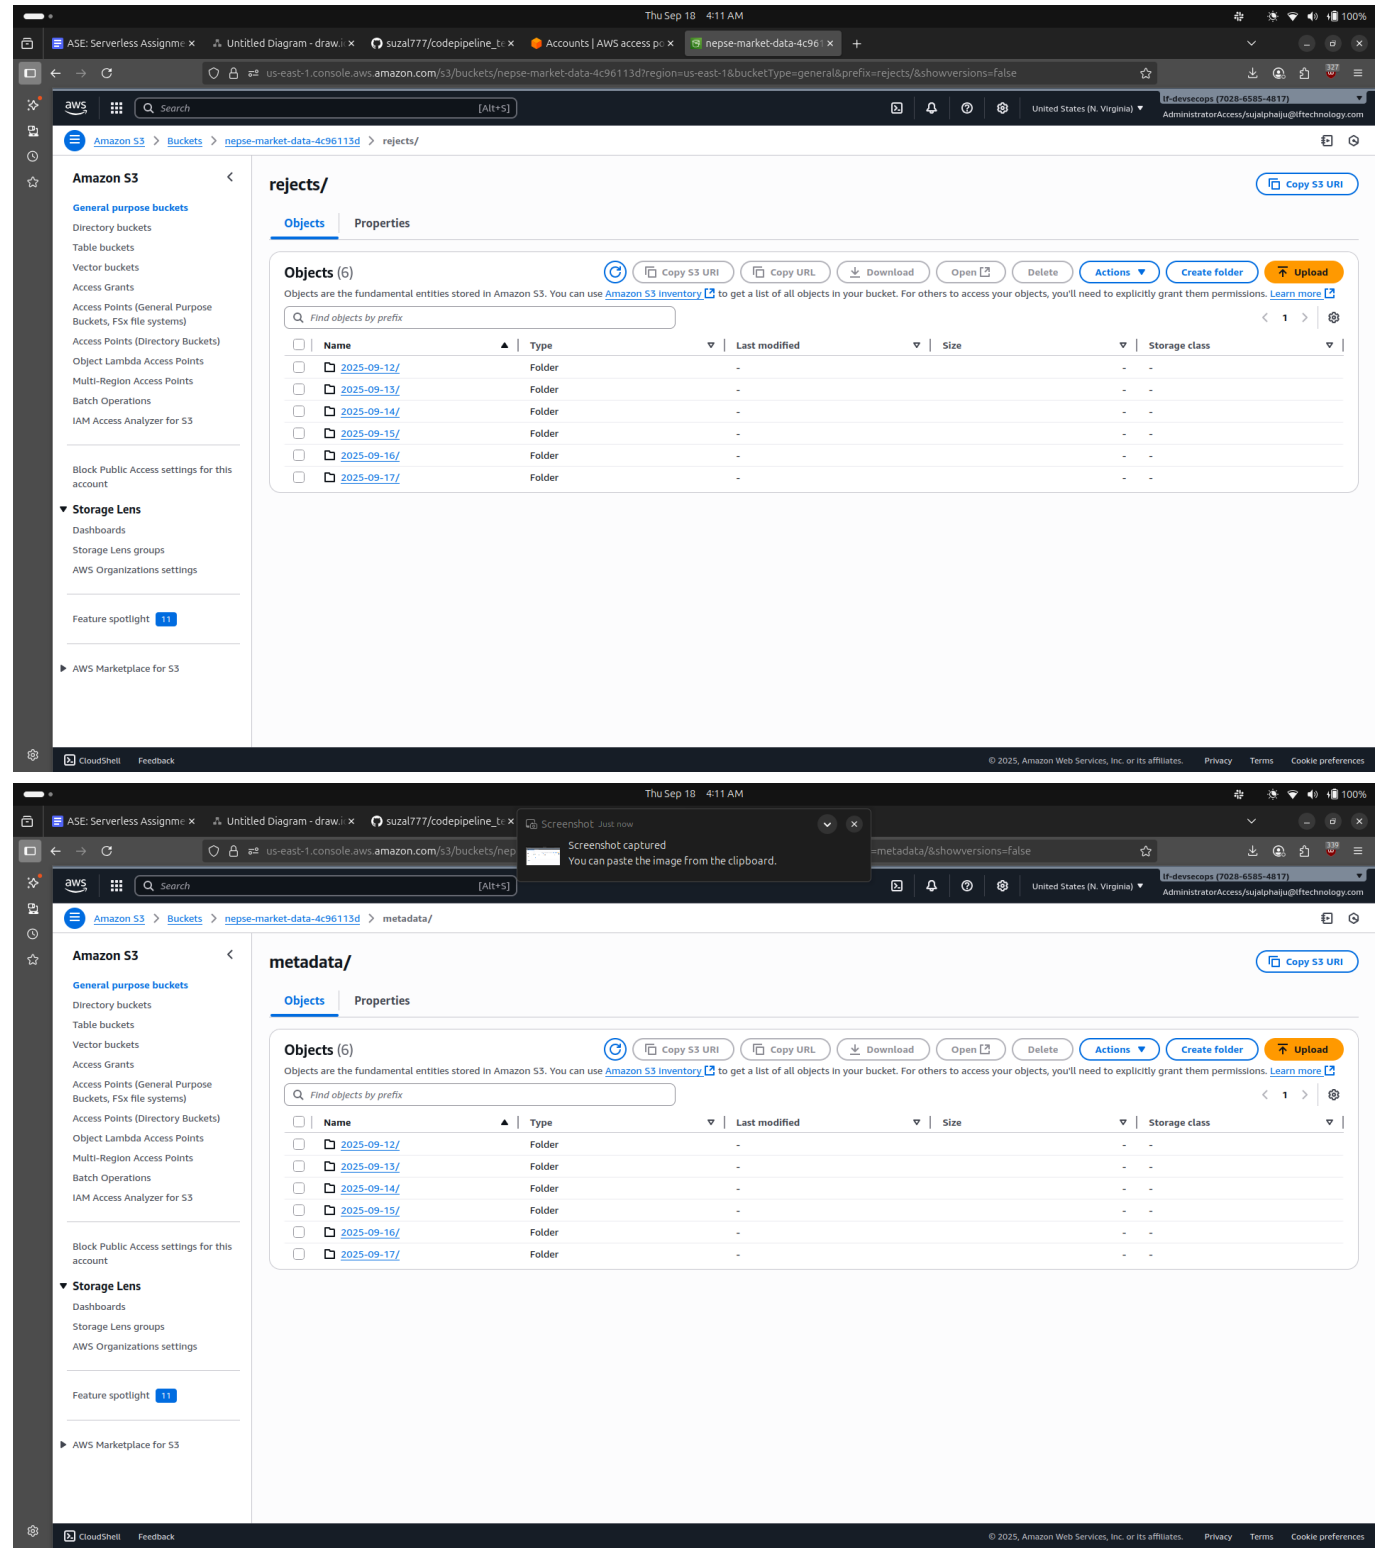 Thu Sep 18 4:11 AM
100%
ASE: Serverless Assignme × Untitled Diagram - draw.i × suzal777/codepipeline_te × Accounts | AWS access po × nepse-market-data-4c961 × +
us-east-1.console.aws.amazon.com/s3/buckets/nepse-market-data-4c96113d?region=us-east-1&bucketType=general&prefix=rejects/&showversions=false
327
aws Search [Alt+S] United States (N. Virginia) ▼ lf-devsecops (7028-6585-4817) ▼
AdministratorAccess/sujalphaiju@lftechnology.com
Amazon S3 > Buckets > nepse-market-data-4c96113d > rejects/
Amazon S3
General purpose buckets
Directory buckets
Table buckets
Vector buckets
Access Grants
Access Points (General Purpose
Buckets, FSx file systems)
Access Points (Directory Buckets)
Object Lambda Access Points
Multi-Region Access Points
Batch Operations
IAM Access Analyzer for S3
Block Public Access settings for this
account
Storage Lens
Dashboards
Storage Lens groups
AWS Organizations settings
Feature spotlight 11
AWS Marketplace for S3
rejects/
Copy S3 URI
Objects Properties
Objects (6)
Copy S3 URI Copy URL Download Open Delete Actions ▼ Create folder Upload
Objects are the fundamental entities stored in Amazon S3. You can use Amazon S3 inventory to get a list of all objects in your bucket. For others to access your objects, you'll need to explicitly grant them permissions. Learn more
Find objects by prefix
< 1 >
Name Type Last modified Size Storage class
2025-09-12/ Folder - - -
2025-09-13/ Folder - - -
2025-09-14/ Folder - - -
2025-09-15/ Folder - - -
2025-09-16/ Folder - - -
2025-09-17/ Folder - - -
CloudShell Feedback © 2025, Amazon Web Services, Inc. or its affiliates. Privacy Terms Cookie preferences
Thu Sep 18 4:11 AM
100%
ASE: Serverless Assignme × Untitled Diagram - draw.i × suzal777/codepipeline_te ×
Screenshot Just now
Screenshot captured
You can paste the image from the clipboard.
us-east-1.console.aws.amazon.com/s3/buckets/nep =metadata/&showversions=false
339
aws Search [Alt+S] United States (N. Virginia) ▼ lf-devsecops (7028-6585-4817) ▼
AdministratorAccess/sujalphaiju@lftechnology.com
Amazon S3 > Buckets > nepse-market-data-4c96113d > metadata/
Amazon S3
General purpose buckets
Directory buckets
Table buckets
Vector buckets
Access Grants
Access Points (General Purpose
Buckets, FSx file systems)
Access Points (Directory Buckets)
Object Lambda Access Points
Multi-Region Access Points
Batch Operations
IAM Access Analyzer for S3
Block Public Access settings for this
account
Storage Lens
Dashboards
Storage Lens groups
AWS Organizations settings
Feature spotlight 11
AWS Marketplace for S3
metadata/
Copy S3 URI
Objects Properties
Objects (6)
Copy S3 URI Copy URL Download Open Delete Actions ▼ Create folder Upload
Objects are the fundamental entities stored in Amazon S3. You can use Amazon S3 inventory to get a list of all objects in your bucket. For others to access your objects, you'll need to explicitly grant them permissions. Learn more
Find objects by prefix
< 1 >
Name Type Last modified Size Storage class
2025-09-12/ Folder - - -
2025-09-13/ Folder - - -
2025-09-14/ Folder - - -
2025-09-15/ Folder - - -
2025-09-16/ Folder - - -
2025-09-17/ Folder - - -
CloudShell Feedback © 2025, Amazon Web Services, Inc. or its affiliates. Privacy Terms Cookie preferences